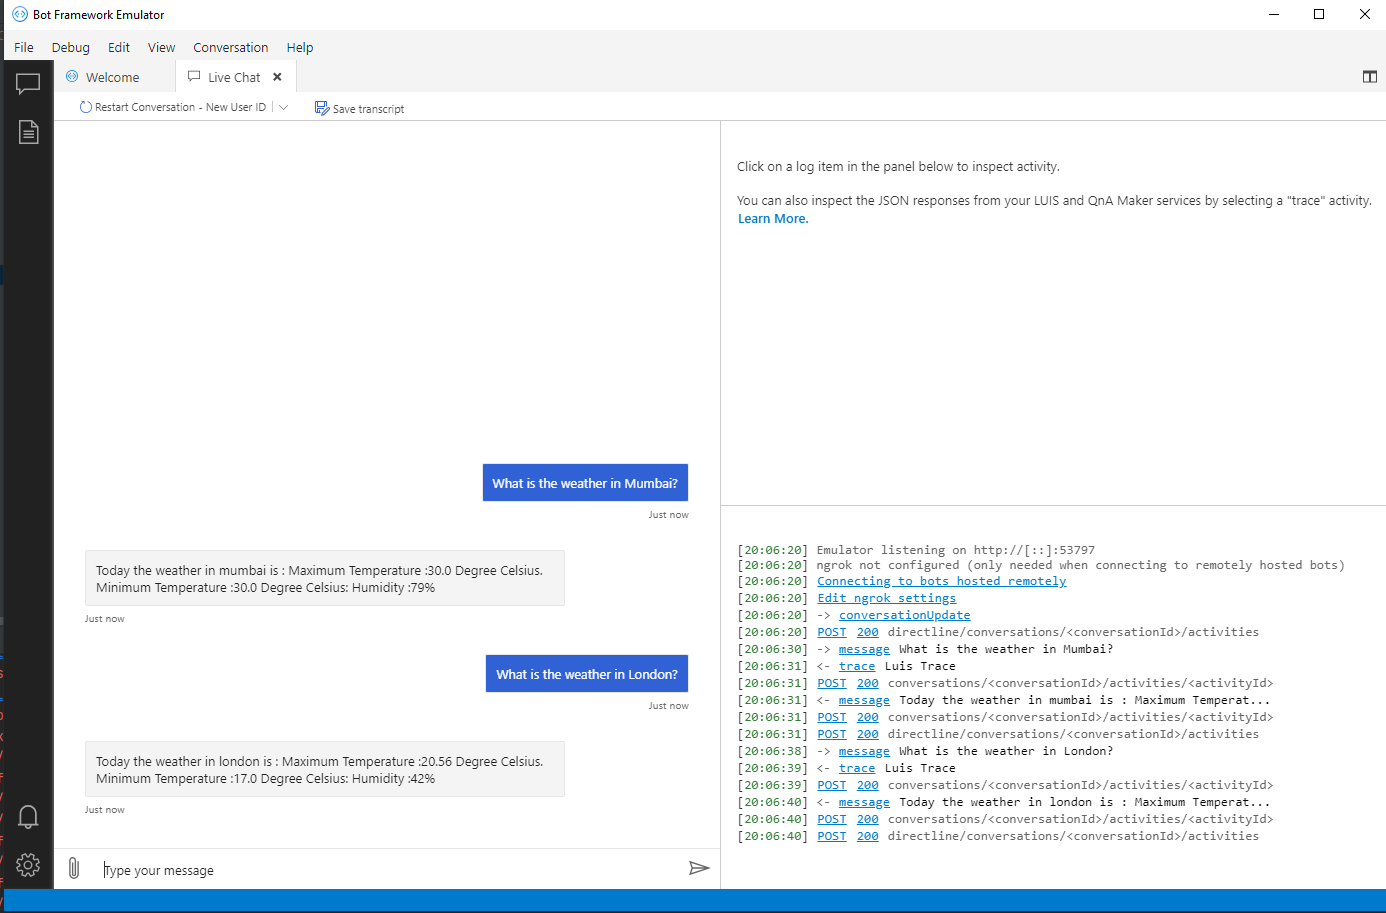 Bot Framework Emulator
File Debug Edit View Conversation Help
Welcome
Live Chat
Restart Conversation - New User ID
Save transcript
What is the weather in Mumbai?
Just now
Today the weather in mumbai is : Maximum Temperature :30.0 Degree Celsius.
Minimum Temperature :30.0 Degree Celsius: Humidity :79%
Just now
What is the weather in London?
Just now
Today the weather in london is : Maximum Temperature :20.56 Degree Celsius.
Minimum Temperature :17.0 Degree Celsius: Humidity :42%
Just now
Type your message
Click on a log item in the panel below to inspect activity.
You can also inspect the JSON responses from your LUIS and QnA Maker services by selecting a "trace" activity.
Learn More.
[20:06:20] Emulator listening on http://[::]:53797
[20:06:20] ngrok not configured (only needed when connecting to remotely hosted bots)
[20:06:20] Connecting to bots hosted remotely
[20:06:20] Edit ngrok settings
[20:06:20] -> conversationUpdate
[20:06:20] POST 200 directline/conversations/<conversationId>/activities
[20:06:30] -> message What is the weather in Mumbai?
[20:06:31] <- trace Luis Trace
[20:06:31] POST 200 conversations/<conversationId>/activities/<activityId>
[20:06:31] <- message Today the weather in mumbai is : Maximum Temperat...
[20:06:31] POST 200 conversations/<conversationId>/activities/<activityId>
[20:06:31] POST 200 directline/conversations/<conversationId>/activities
[20:06:38] -> message What is the weather in London?
[20:06:39] <- trace Luis Trace
[20:06:39] POST 200 conversations/<conversationId>/activities/<activityId>
[20:06:40] <- message Today the weather in london is : Maximum Temperat...
[20:06:40] POST 200 conversations/<conversationId>/activities/<activityId>
[20:06:40] POST 200 directline/conversations/<conversationId>/activities